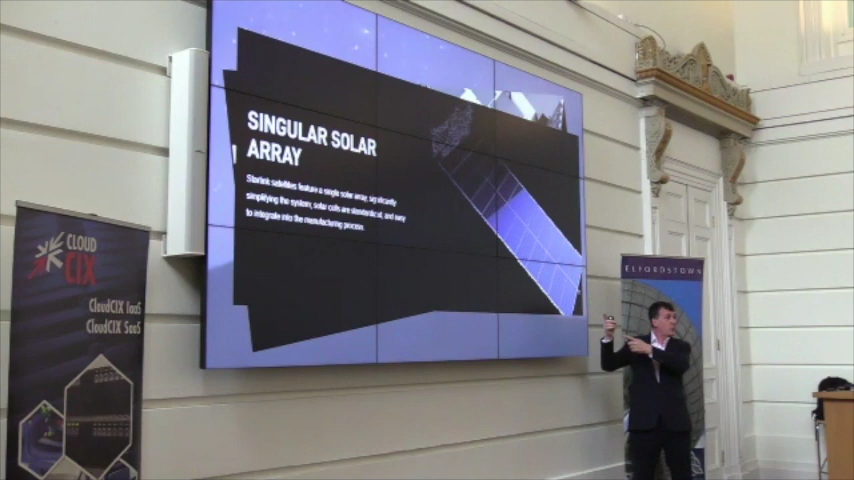 SINGULAR SOLAR
ARRAY
Starlink satellites feature a single solar array, significantly
simplifying the system, solar cells are standardized, and easy
to integrate into the manufacturing process.
CLOUD
CIX
CloudCIX IaaS
CloudCIX SaaS
ELFORDSTOWN